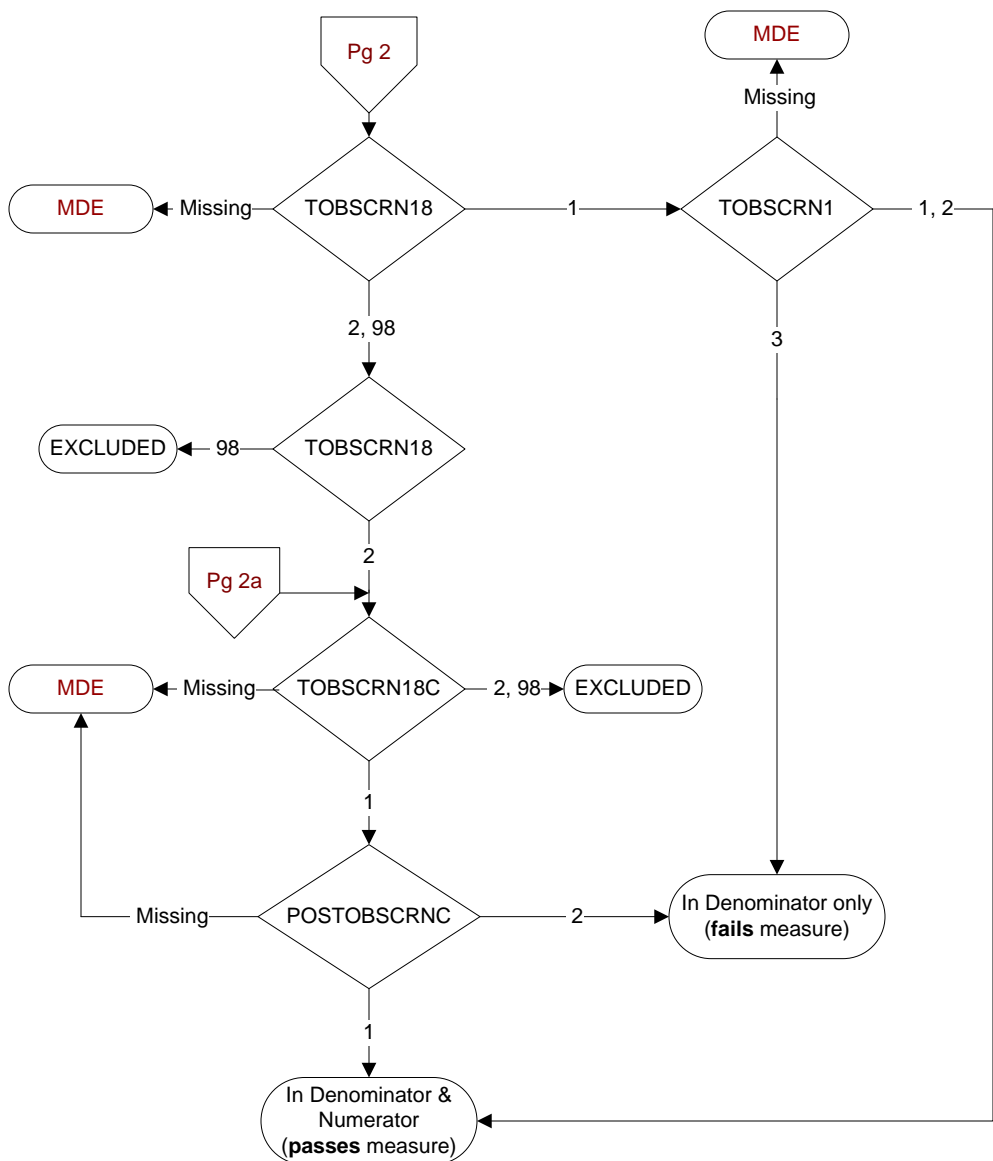 Pg 2
MDE
Missing
MDE
Missing
TOBSCRN18
1
TOBSCRN1
1, 2
2, 98
3
EXCLUDED
98
TOBSCRN18
2
Pg 2a
MDE
Missing
TOBSCRN18C
2, 98
EXCLUDED
1
Missing
POSTOBSCRNC
2
In Denominator only
(fails measure)
1
In Denominator &
Numerator
(passes measure)